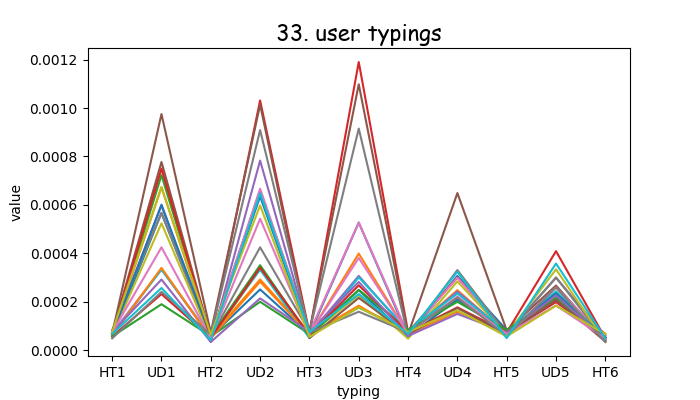 33. user typings
0.0012
0.0010
0.0008
0.0006
0.0004
0.0002
0.0000
value
HT1 UD1 HT2 UD2 HT3 UD3 HT4 UD4 HT5 UD5 HT6
typing